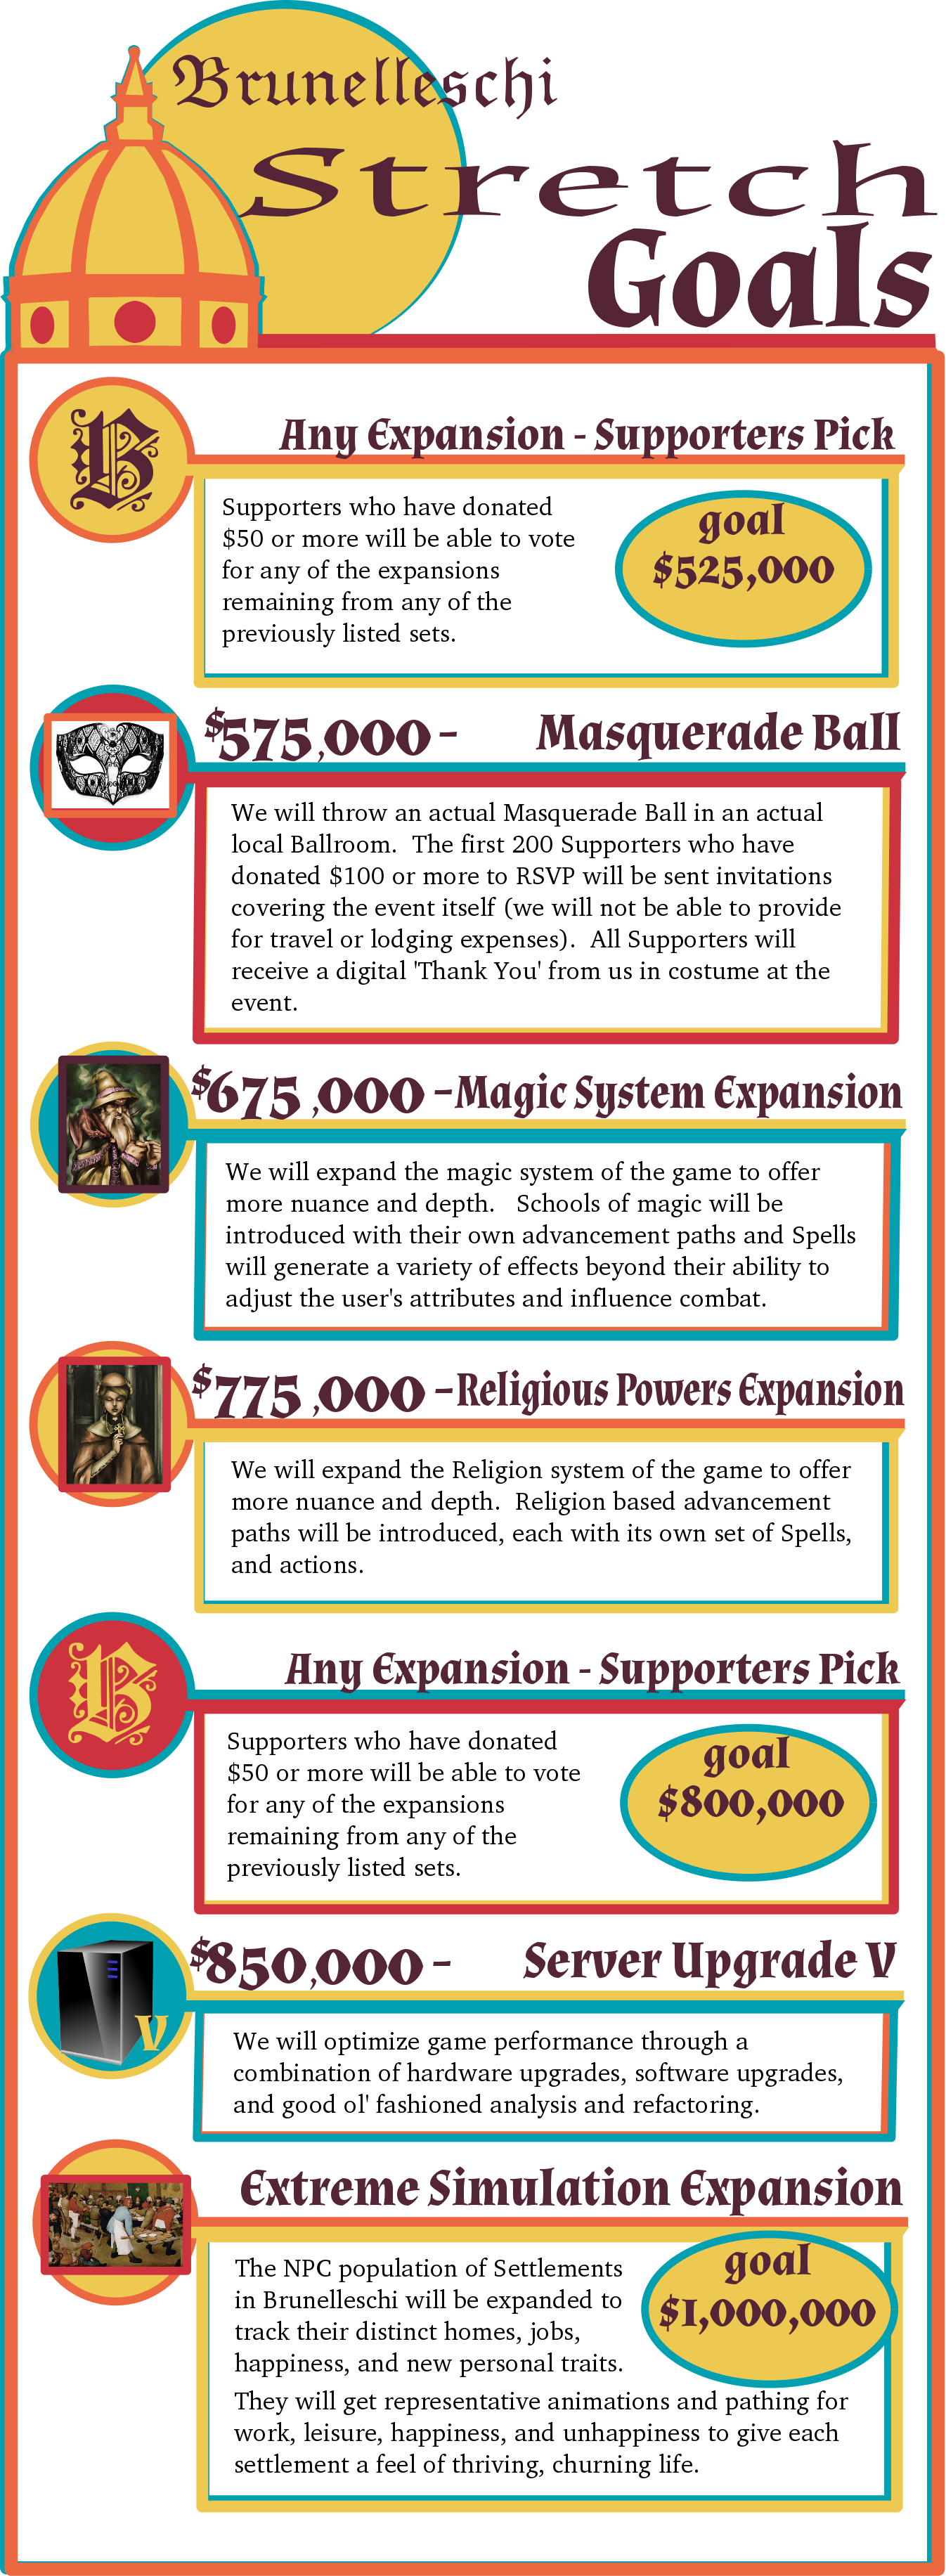 Brunelleschi
Stretch
Goals
B
Any Expansion - Supporters Pick
Supporters who have donated
$50 or more will be able to vote
for any of the expansions
remaining from any of the
previously listed sets.
goal
$525,000
$575,000 - Masquerade Ball
We will throw an actual Masquerade Ball in an actual
local Ballroom. The first 200 Supporters who have
donated $100 or more to RSVP will be sent invitations
covering the event itself (we will not be able to provide
for travel or lodging expenses). All Supporters will
receive a digital 'Thank You' from us in costume at the
event.
$675,000 -Magic System Expansion
We will expand the magic system of the game to offer
more nuance and depth. Schools of magic will be
introduced with their own advancement paths and Spells
will generate a variety of effects beyond their ability to
adjust the user's attributes and influence combat.
$775,000 -Religious Powers Expansion
We will expand the Religion system of the game to offer
more nuance and depth. Religion based advancement
paths will be introduced, each with its own set of Spells,
and actions.
B
Any Expansion - Supporters Pick
Supporters who have donated
$50 or more will be able to vote
for any of the expansions
remaining from any of the
previously listed sets.
goal
$800,000
$850,000 - Server Upgrade V
V
We will optimize game performance through a
combination of hardware upgrades, software upgrades,
and good ol' fashioned analysis and refactoring.
Extreme Simulation Expansion
The NPC population of Settlements
in Brunelleschi will be expanded to
track their distinct homes, jobs,
happiness, and new personal traits.
goal
$1,000,000
They will get representative animations and pathing for
work, leisure, happiness, and unhappiness to give each
settlement a feel of thriving, churning life.